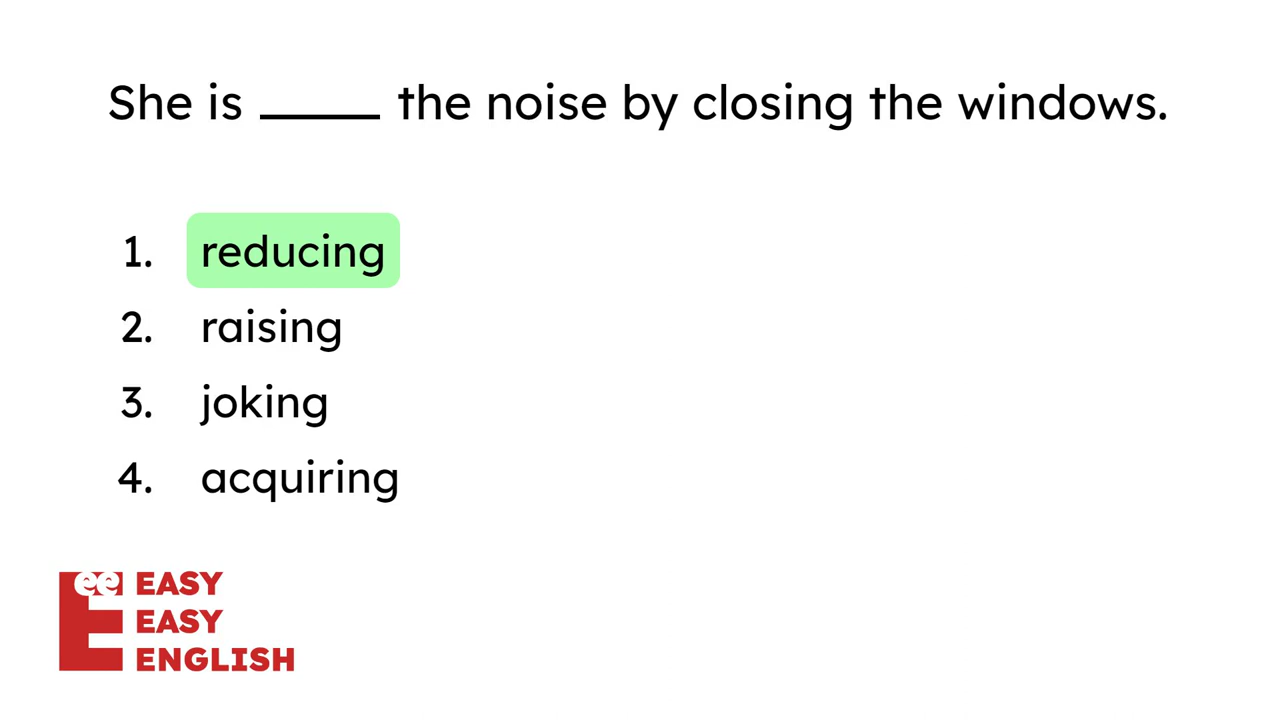 She is _____ the noise by closing the windows.
1. reducing
2. raising
3. joking
4. acquiring
ee EASY
EASY
ENGLISH